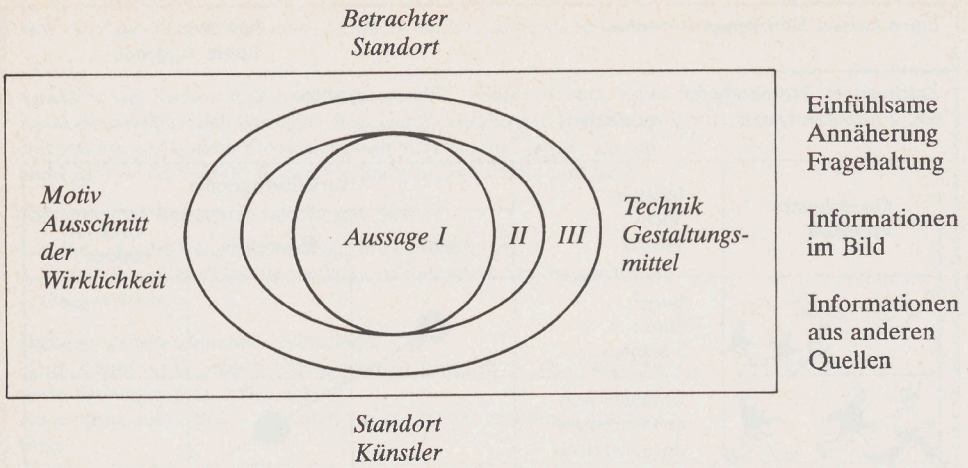 Betrachter
Standort
Motiv
Ausschnitt
der
Wirklichkeit
Aussage I
II
III
Technik
Gestaltungs-
mittel
Einfühlsame
Annäherung
Fragehaltung
Informationen
im Bild
Informationen
aus anderen
Quellen
Standort
Künstler